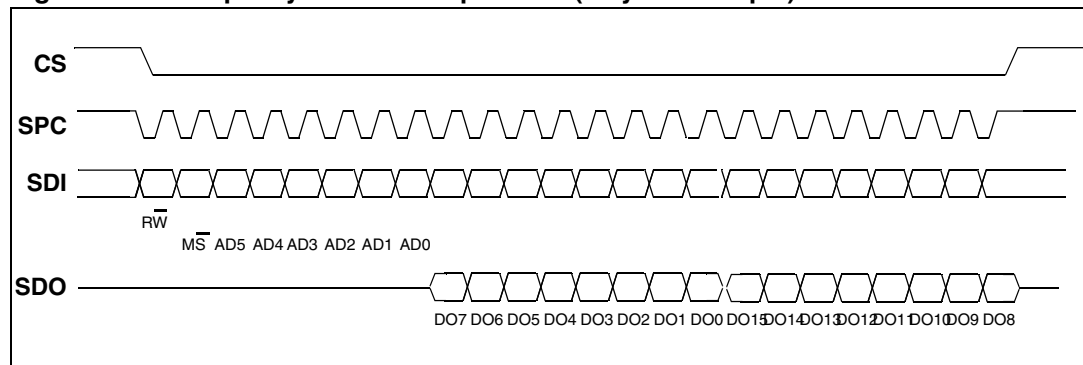 CS
SPC
SDI
RW
MS AD5 AD4 AD3 AD2 AD1 AD0
SDO
DO7 DO6 DO5 DO4 DO3 DO2 DO1 DO0 DO15 DO14 DO13 DO12 DO11 DO10 DO9 DO8